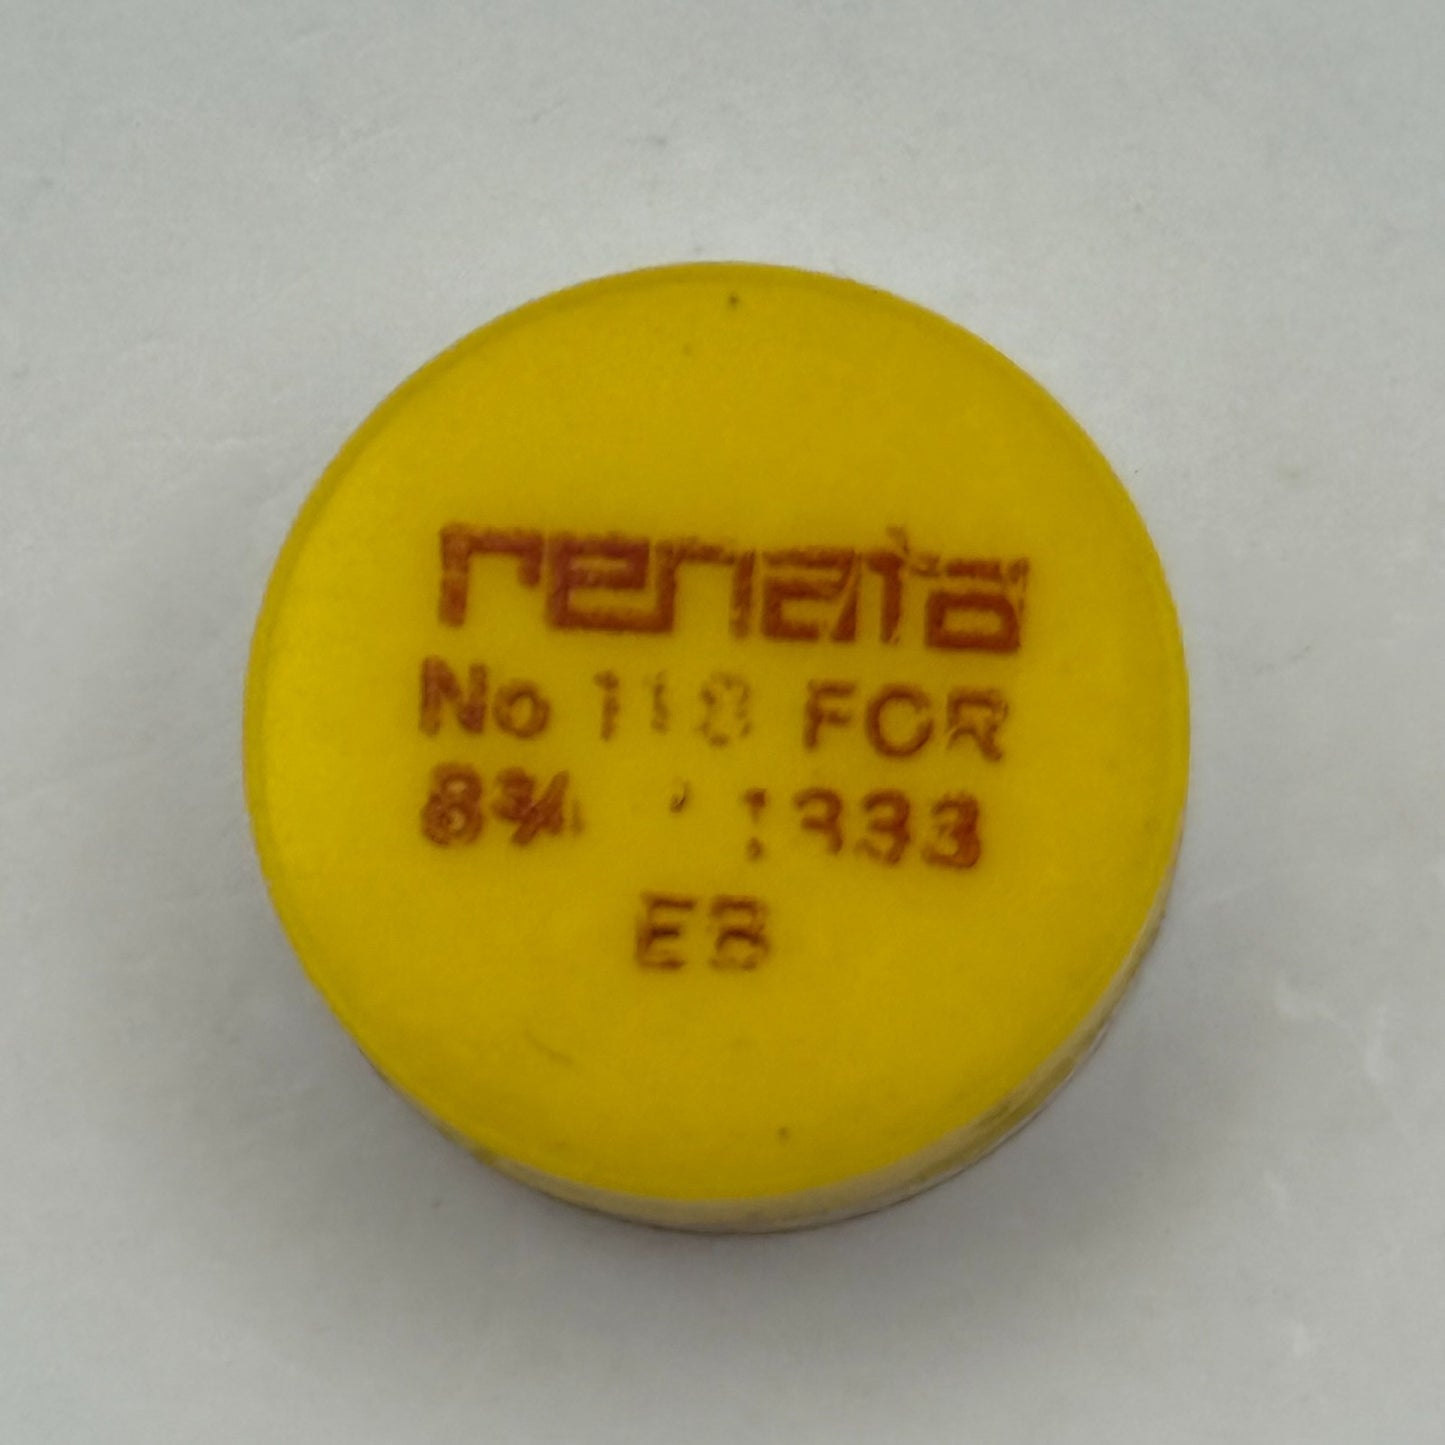 renata
No 118 FOR
8¾ 1333
EB